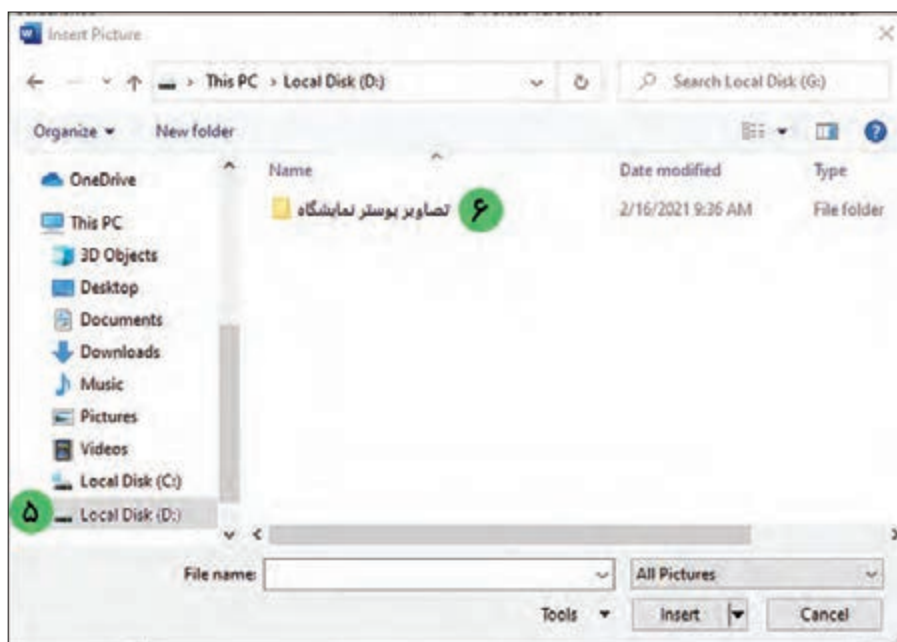 Insert Picture
This PC > Local Disk (D:)
Search Local Disk (G:)
Organize
New folder
Name
Date modified
Type
تصاویر پوستر نمایشگاه ۶
2/16/2021 9:36 AM
File folder
OneDrive
This PC
3D Objects
Desktop
Documents
Downloads
Music
Pictures
Videos
Local Disk (C:)
۵ Local Disk (D:)
File name:
All Pictures
Tools
Insert
Cancel